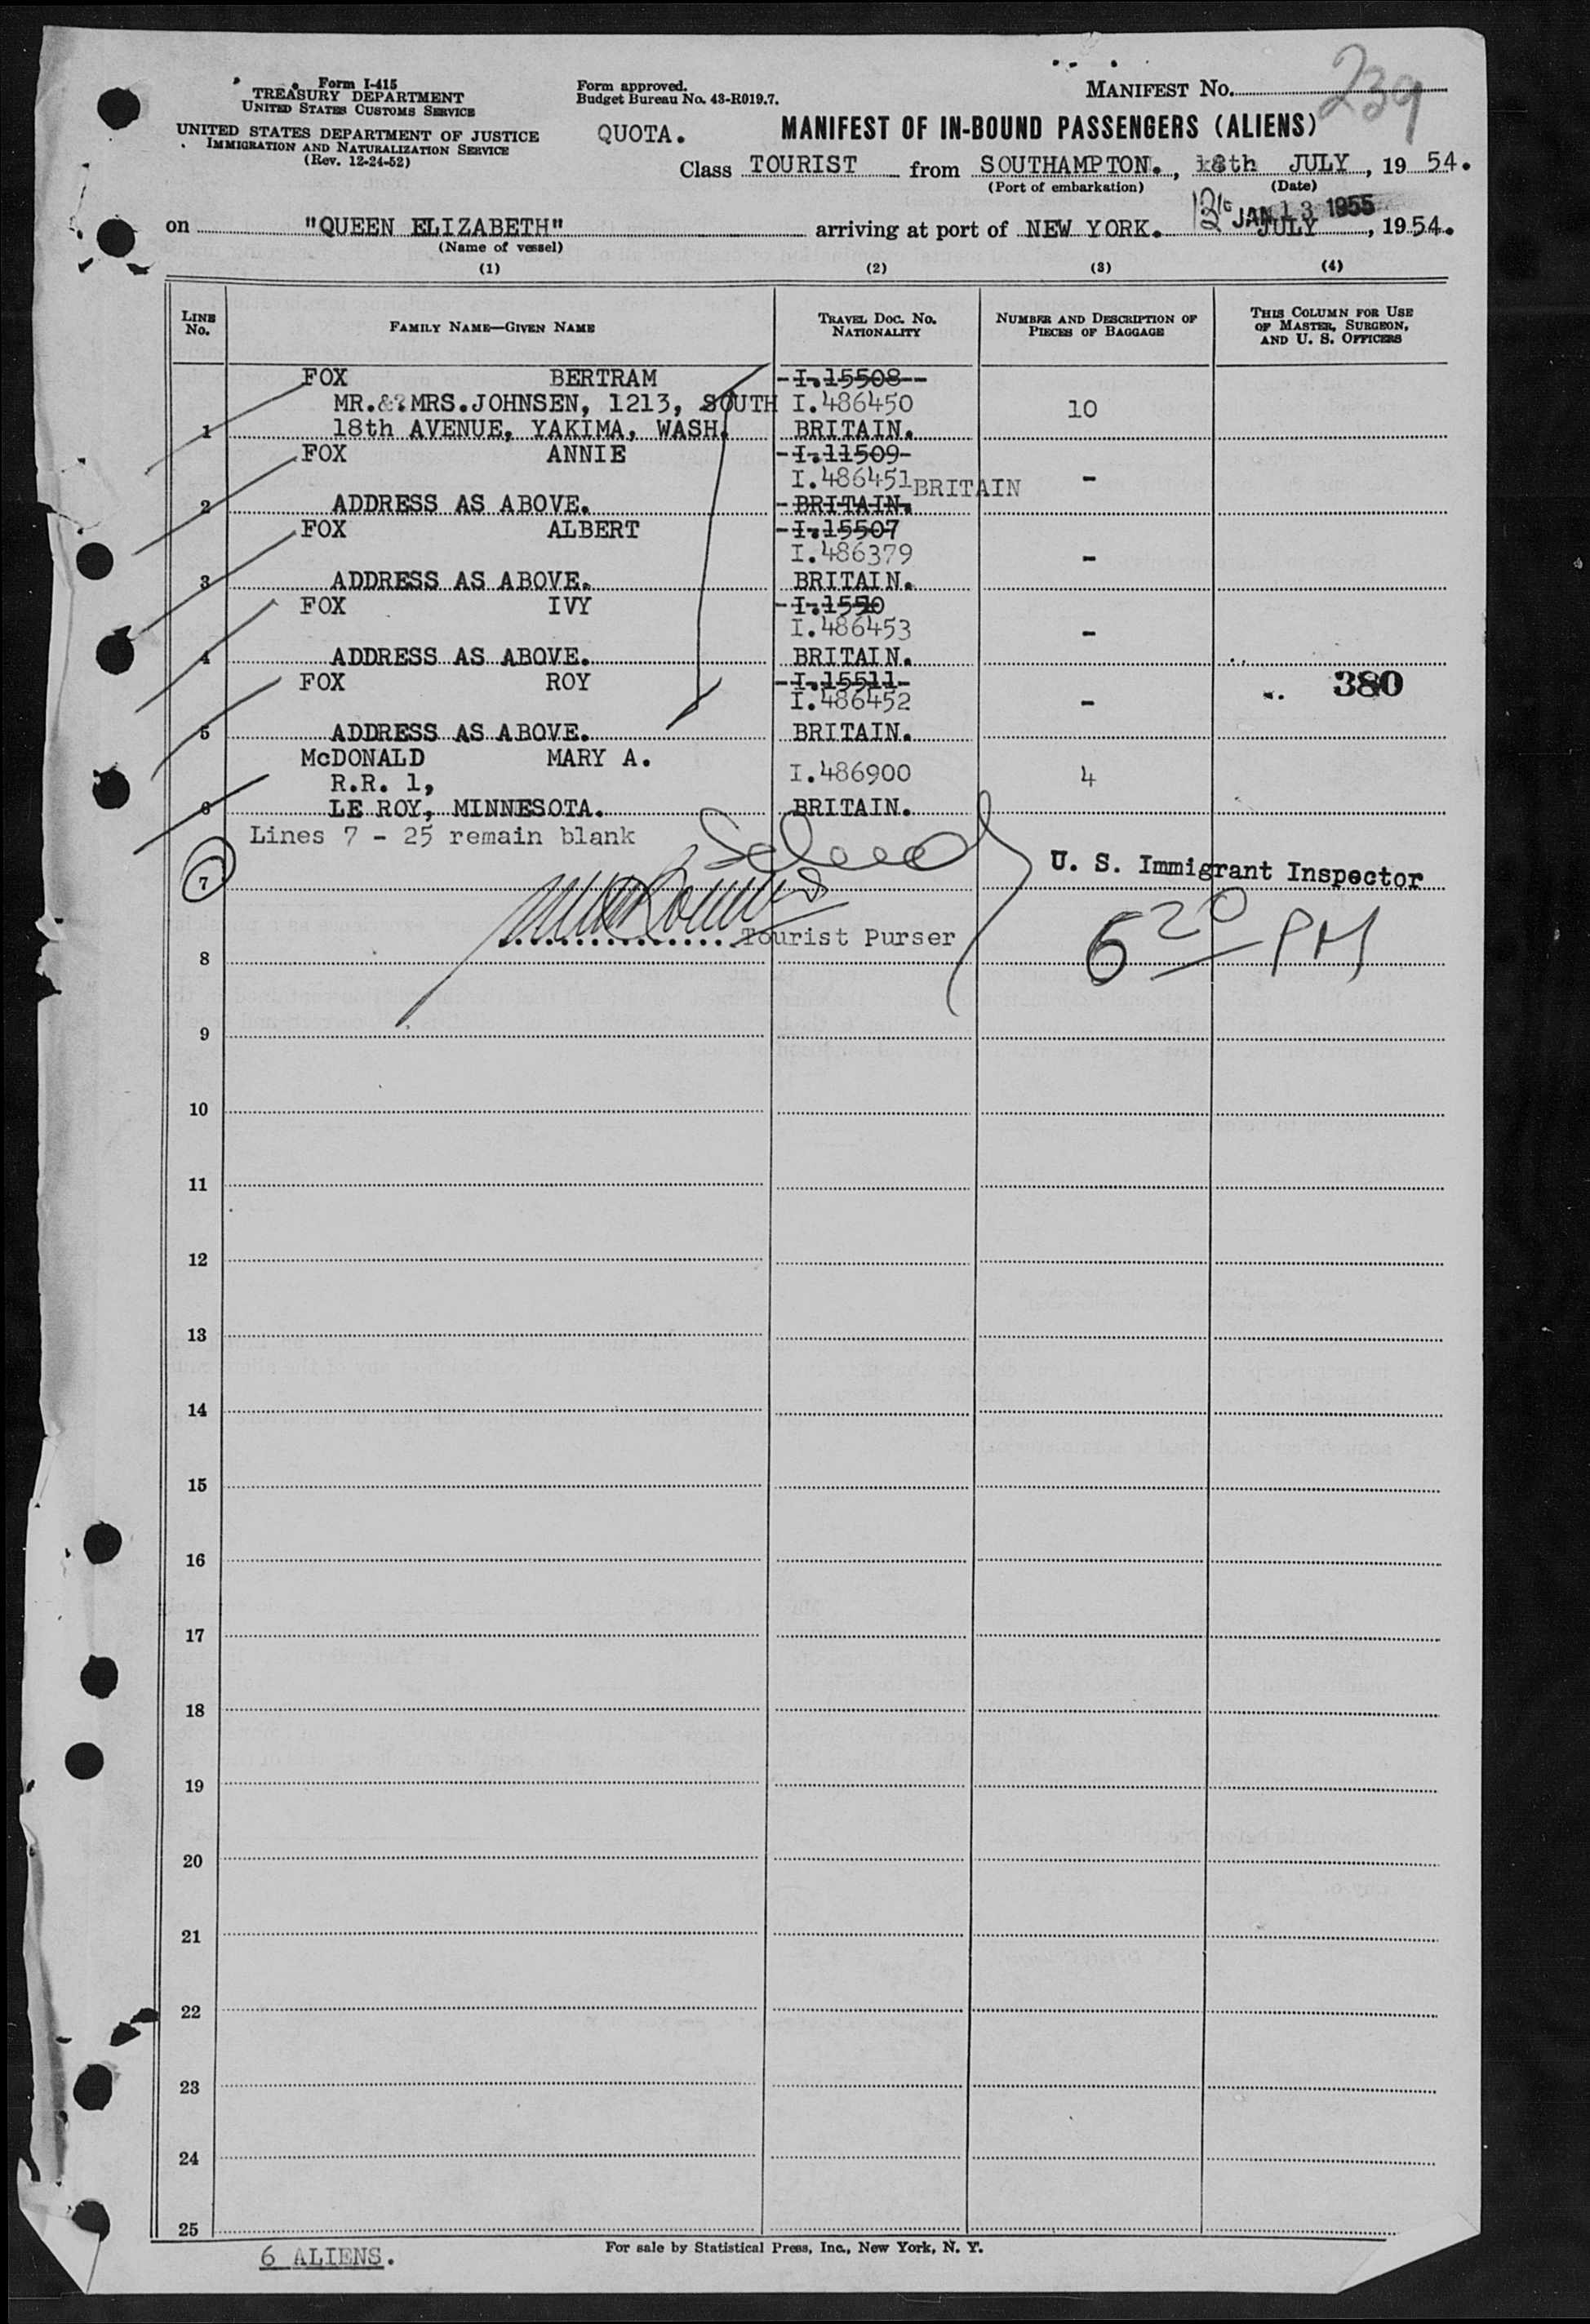 Form I-415
TREASURY DEPARTMENT
UNITED STATES CUSTOMS SERVICE
UNITED STATES DEPARTMENT OF JUSTICE
IMMIGRATION AND NATURALIZATION SERVICE
(Rev. 12-24-52)
Form approved.
Budget Bureau No. 43-R019.7.
QUOTA.
MANIFEST No. 239
MANIFEST OF IN-BOUND PASSENGERS (ALIENS)
Class TOURIST from SOUTHAMPTON., 18th JULY, 19 54.
(Port of embarkation) (Date)
on "QUEEN ELIZABETH" arriving at port of NEW YORK. JAN 13 1955 JULY, 19 54.
(Name of vessel)
(1) (2) (3) (4)
LINE No. FAMILY NAME—GIVEN NAME TRAVEL DOC. No. NATIONALITY NUMBER AND DESCRIPTION OF PIECES OF BAGGAGE THIS COLUMN FOR USE OF MASTER, SURGEON, AND U. S. OFFICERS
FOX BERTRAM I.15508
MR.& MRS.JOHNSEN, 1213, SOUTH I.486450 10
1 18th AVENUE, YAKIMA, WASH. BRITAIN.
FOX ANNIE I.11509
I.486451 BRITAIN -
2 ADDRESS AS ABOVE. BRITAIN.
FOX ALBERT I.15507
I.486379 -
3 ADDRESS AS ABOVE. BRITAIN.
FOX IVY
I.486453 -
4 ADDRESS AS ABOVE. BRITAIN.
FOX ROY I.15511 380
I.486452 -
5 ADDRESS AS ABOVE. BRITAIN.
McDONALD MARY A.
R.R. 1, I.486900 4
6 LE ROY, MINNESOTA. BRITAIN.
Lines 7 - 25 remain blank
7 U. S. Immigrant Inspector
Tourist Purser 6 20 PM
8
9
10
11
12
13
14
15
16
17
18
19
20
21
22
23
24
25
6 ALIENS.
For sale by Statistical Press, Inc., New York, N. Y.